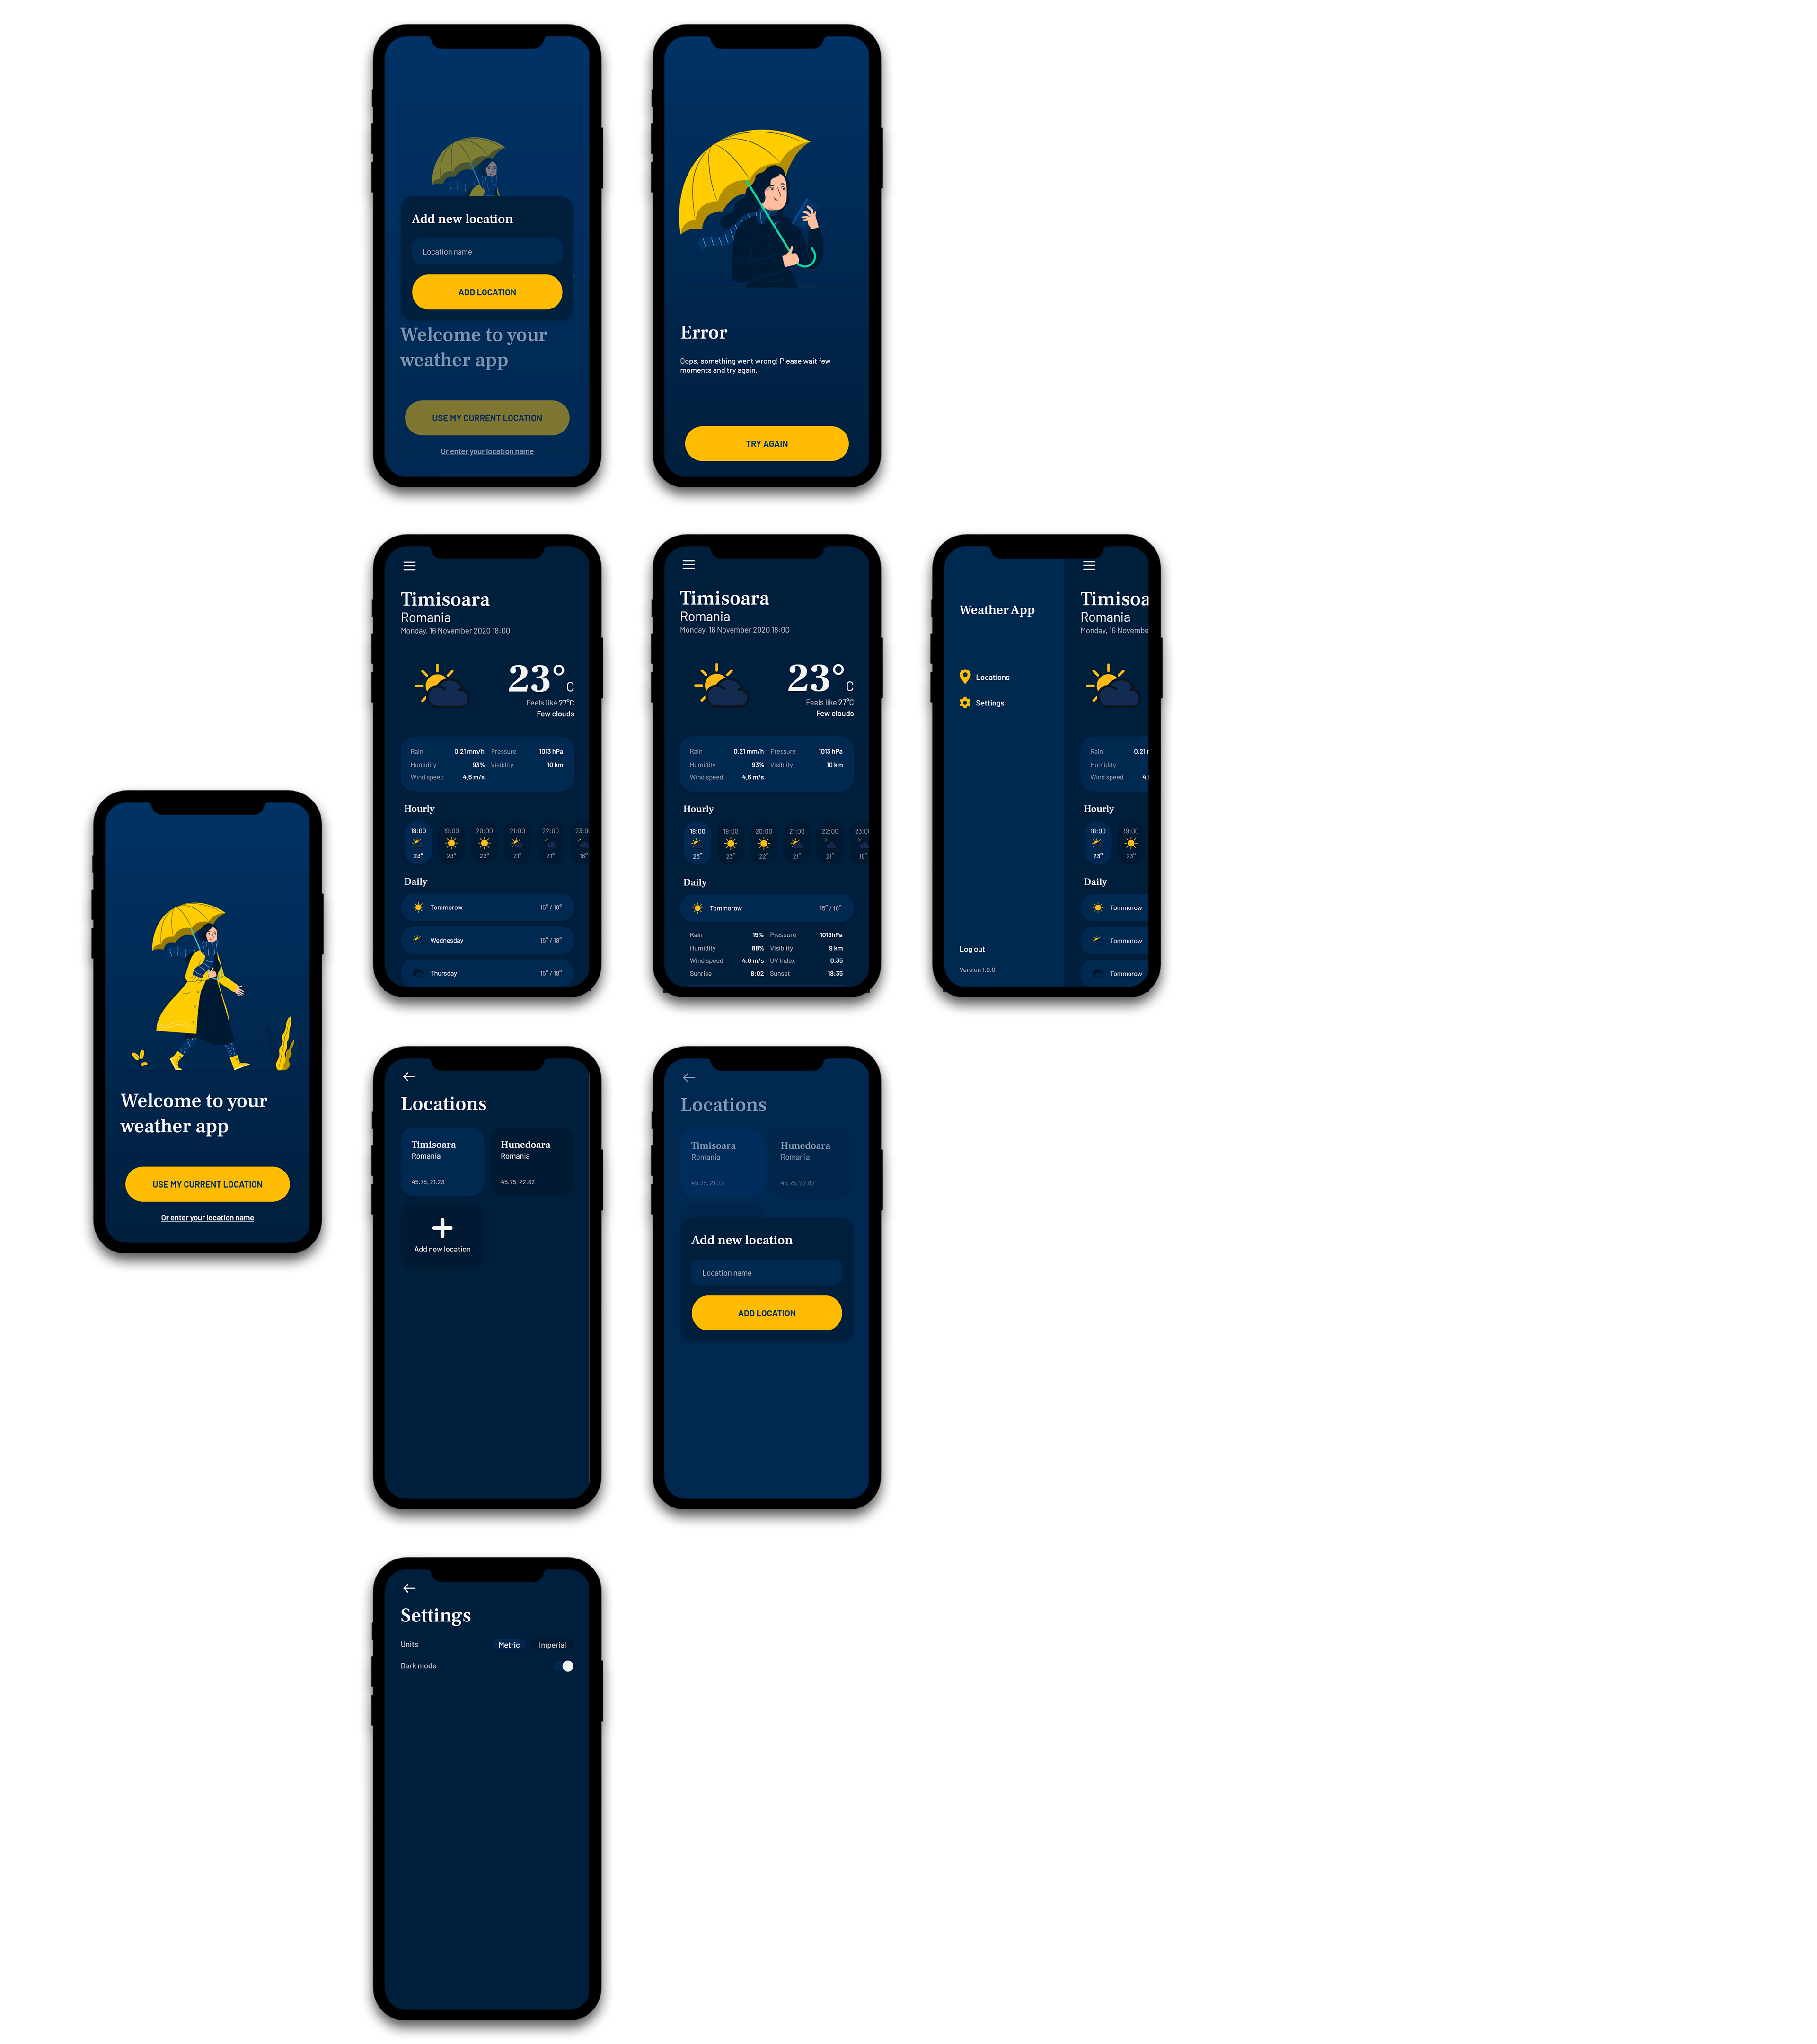 Add new location
Location name
ADD LOCATION
Welcome to your
weather app
USE MY CURRENT LOCATION
Or enter your location name
Error
Oops, something went wrong! Please wait few
moments and try again.
TRY AGAIN
Timisoara
Romania
Monday, 16 November 2020 18:00
23° C
Feels like 27°C
Few clouds
Rain 0,21 mm/h Pressure 1013 hPa
Humidity 93% Visiblity 10 km
Wind speed 4,6 m/s
Hourly
18:00 19:00 20:00 21:00 22:00 23:0
23° 23° 22° 21° 21° 18°
Daily
Tommorow 15° / 18°
Wednesday 15° / 18°
Thursday 15° / 18°
Timisoara
Romania
Monday, 16 November 2020 18:00
23° C
Feels like 27°C
Few clouds
Rain 0,21 mm/h Pressure 1013 hPa
Humidity 93% Visiblity 10 km
Wind speed 4,6 m/s
Hourly
18:00 19:00 20:00 21:00 22:00 23:0
23° 23° 22° 21° 21° 18°
Daily
Tommorow 15° / 18°
Rain 15% Pressure 1013hPa
Humidity 88% Visiblity 9 km
Wind speed 4,6 m/s UV Index 0,35
Sunrise 8:02 Sunset 18:35
Weather App
Locations
Settings
Log out
Version 1.0.0
Timisoa
Romania
Monday, 16 Novembe
Rain 0,21
Humidity
Wind speed 4,
Hourly
18:00 19:00
23° 23°
Daily
Tommorow
Tommorow
Tommorow
Welcome to your
weather app
USE MY CURRENT LOCATION
Or enter your location name
Locations
Timisoara
Romania
45.75, 21.23
Hunedoara
Romania
45.75, 22.82
Add new location
Locations
Timisoara
Romania
45.75, 21.23
Hunedoara
Romania
45.75, 22.82
Add new location
Location name
ADD LOCATION
Settings
Units Metric Imperial
Dark mode